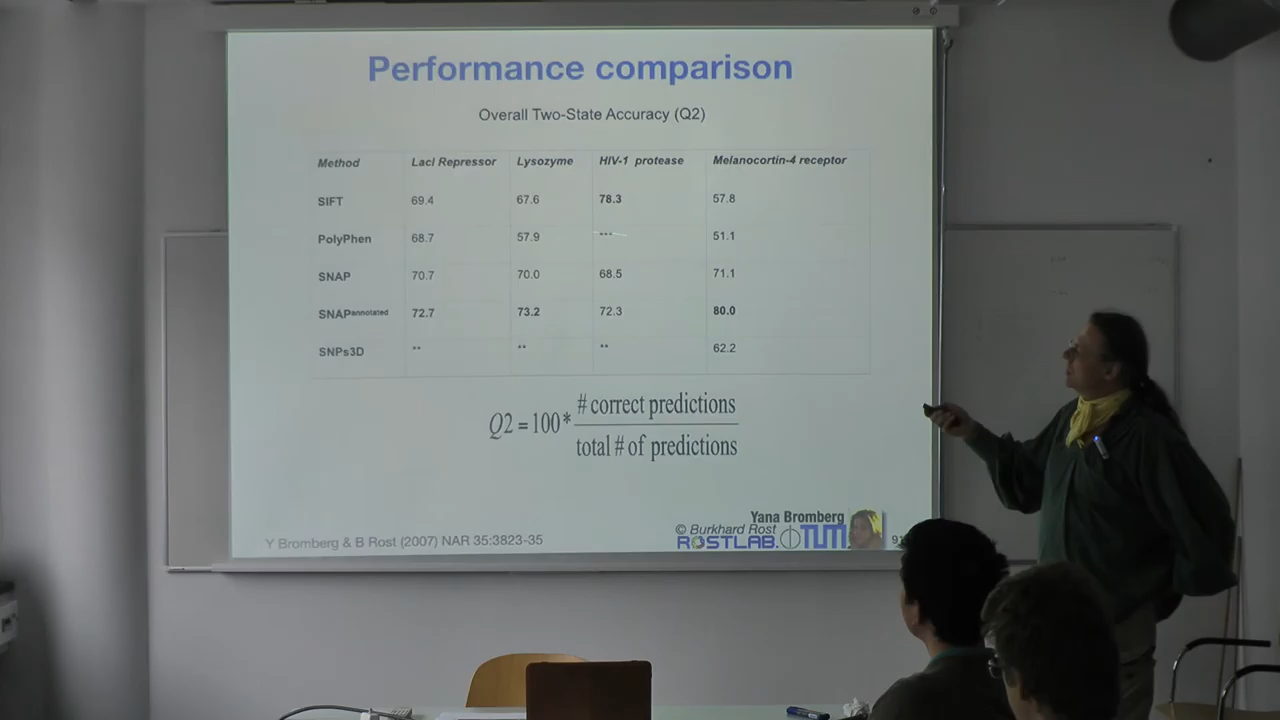 Performance comparison
Overall Two-State Accuracy (Q2)
Method LacI Repressor Lysozyme HIV-1 protease Melanocortin-4 receptor
SIFT 69.4 67.6 78.3 57.8
PolyPhen 68.7 57.9 *** 51.1
SNAP 70.7 70.0 68.5 71.1
SNAPannotated 72.7 73.2 72.3 80.0
SNPs3D ** ** ** 62.2
Q2 = 100* # correct predictions
total # of predictions
Yana Bromberg
© Burkhard Rost
ROSTLAB. TUM
Y Bromberg & B Rost (2007) NAR 35:3823-35